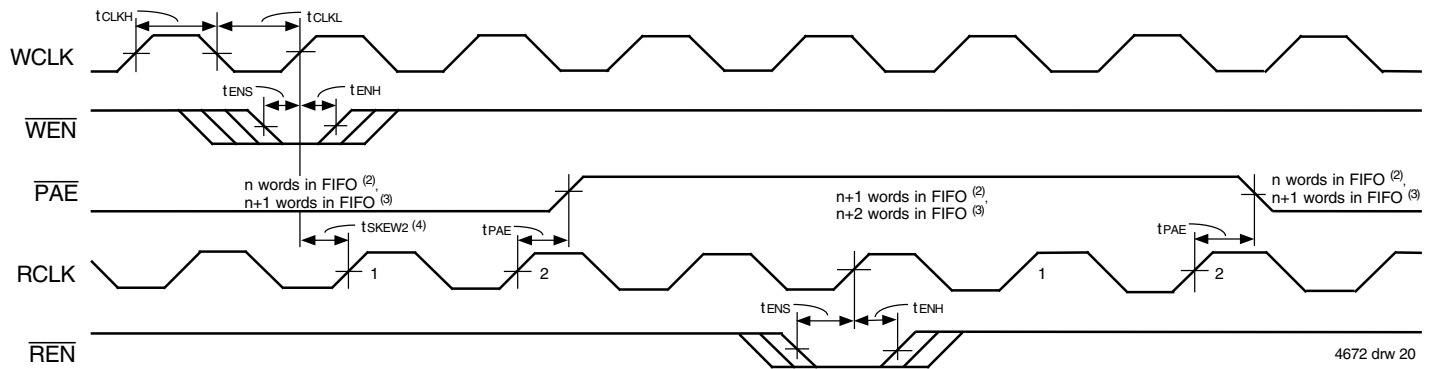 tCLKH
tCLKL
WCLK
tENS
tENH
WEN
PAE
n words in FIFO (2),
n+1 words in FIFO (3)
n+1 words in FIFO (2),
n+2 words in FIFO (3)
n words in FIFO (2),
n+1 words in FIFO (3)
tSKEW2 (4)
tPAE
tPAE
RCLK
1
2
1
2
tENS
tENH
REN
4672 drw 20